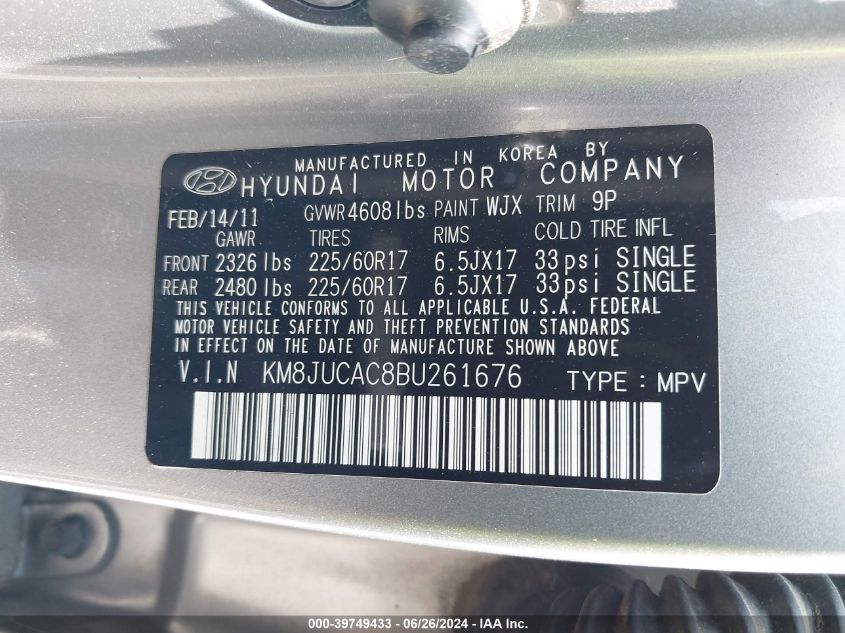 MANUFACTURED IN KOREA BY
HYUNDAI MOTOR COMPANY
FEB/14/11 GVWR 4608 lbs PAINT WJX TRIM 9P
GAWR TIRES RIMS COLD TIRE INFL
FRONT 2326 lbs 225/60R17 6.5JX17 33psi SINGLE
REAR 2480 lbs 225/60R17 6.5JX17 33psi SINGLE
THIS VEHICLE CONFORMS TO ALL APPLICABLE U.S.A. FEDERAL
MOTOR VEHICLE SAFETY AND THEFT PREVENTION STANDARDS
IN EFFECT ON THE DATE OF MANUFACTURE SHOWN ABOVE
V.I.N KM8JUCAC8BU261676 TYPE : MPV
000-39749433 - 06/26/2024 - IAA Inc.